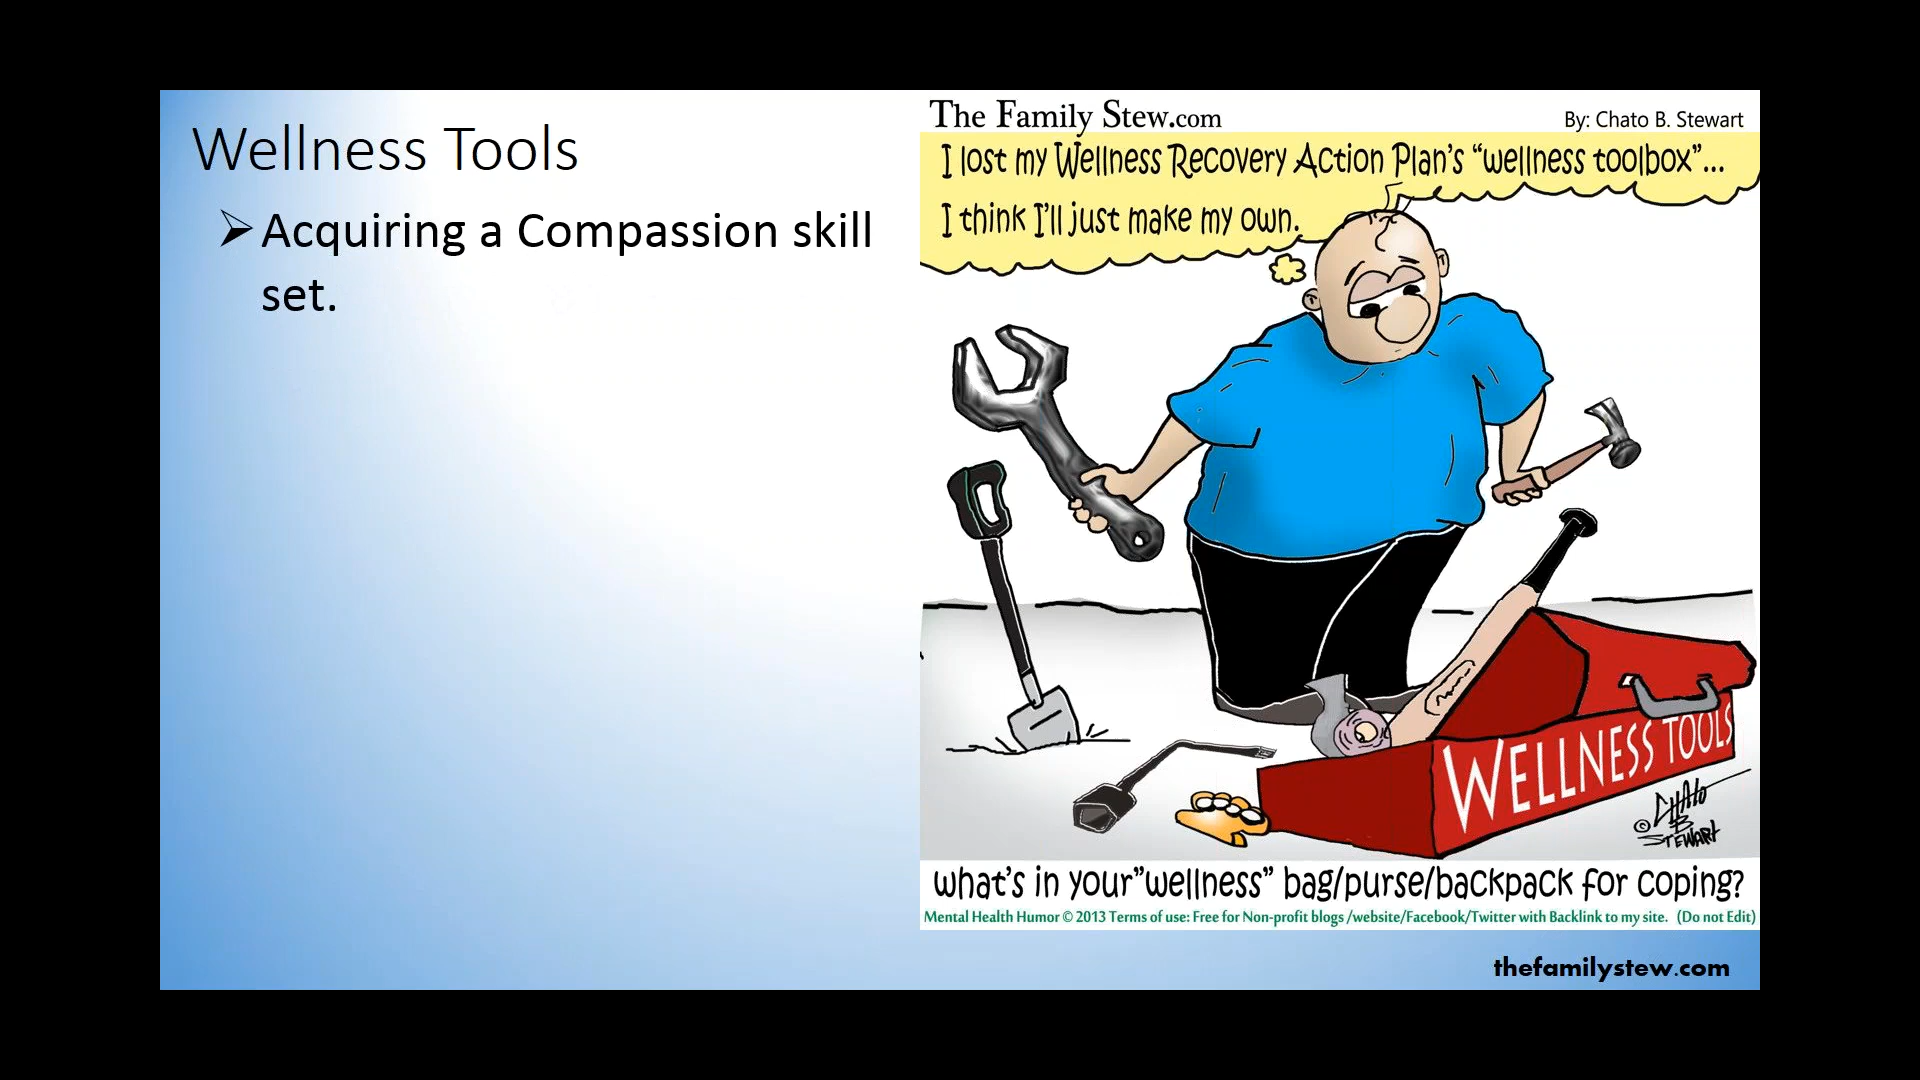 Wellness Tools
➢Acquiring a Compassion skill
set.
The Family Stew.com
By: Chato B. Stewart
I lost my Wellness Recovery Action Plan's “wellness toolbox”...
I think I'll just make my own.
WELLNESS TOOLS
© CHAto
B
STEWART
what's in your”wellness” bag/purse/backpack for coping?
Mental Health Humor © 2013 Terms of use: Free for Non-profit blogs /website/Facebook/Twitter with Backlink to my site. (Do not Edit)
thefamilystew.com